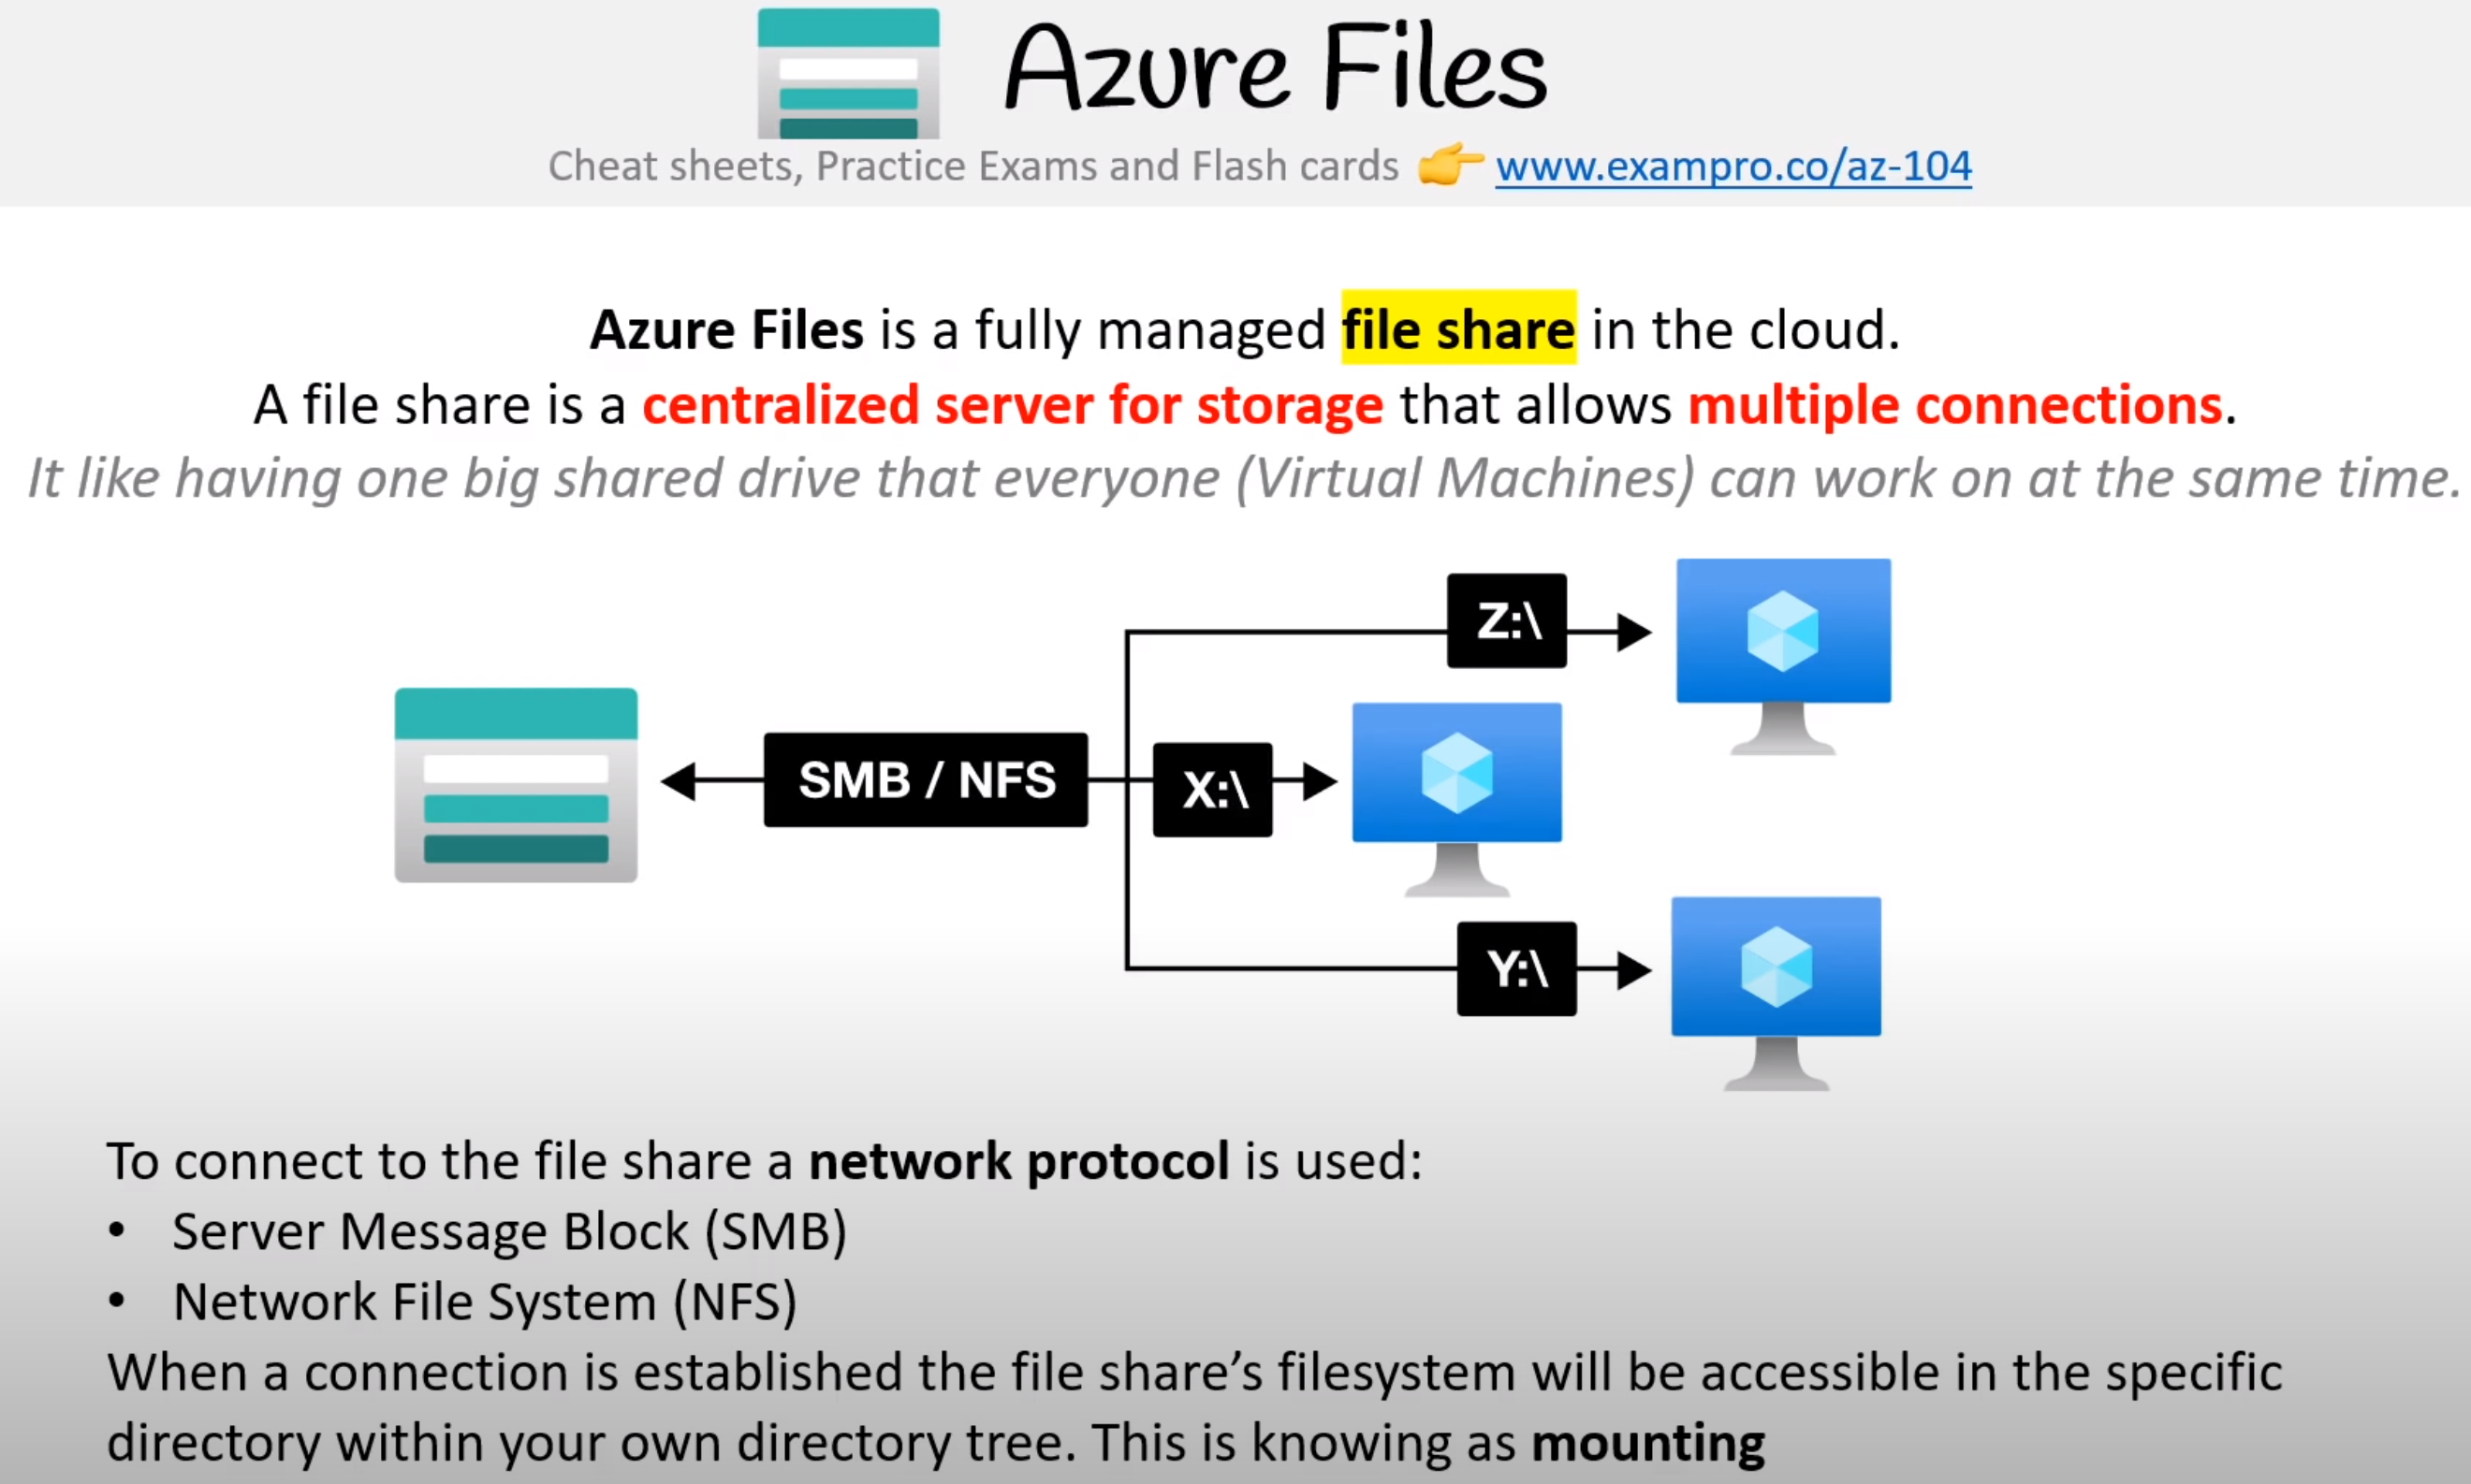 Azure Files
Cheat sheets, Practice Exams and Flash cards 👉 www.exampro.co/az-104
Azure Files is a fully managed file share in the cloud.
A file share is a centralized server for storage that allows multiple connections.
It like having one big shared drive that everyone (Virtual Machines) can work on at the same time.
Z:\
SMB / NFS
X:\
Y:\
To connect to the file share a network protocol is used:
• Server Message Block (SMB)
• Network File System (NFS)
When a connection is established the file share’s filesystem will be accessible in the specific
directory within your own directory tree. This is knowing as mounting